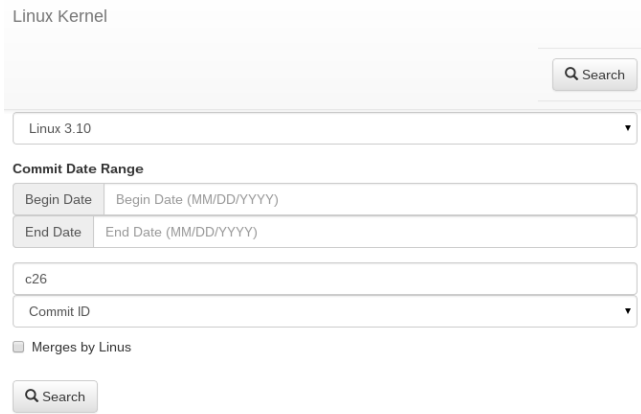 Linux Kernel
Search
Linux 3.10
Commit Date Range
Begin Date Begin Date (MM/DD/YYYY)
End Date End Date (MM/DD/YYYY)
c26
Commit ID
Merges by Linus
Search